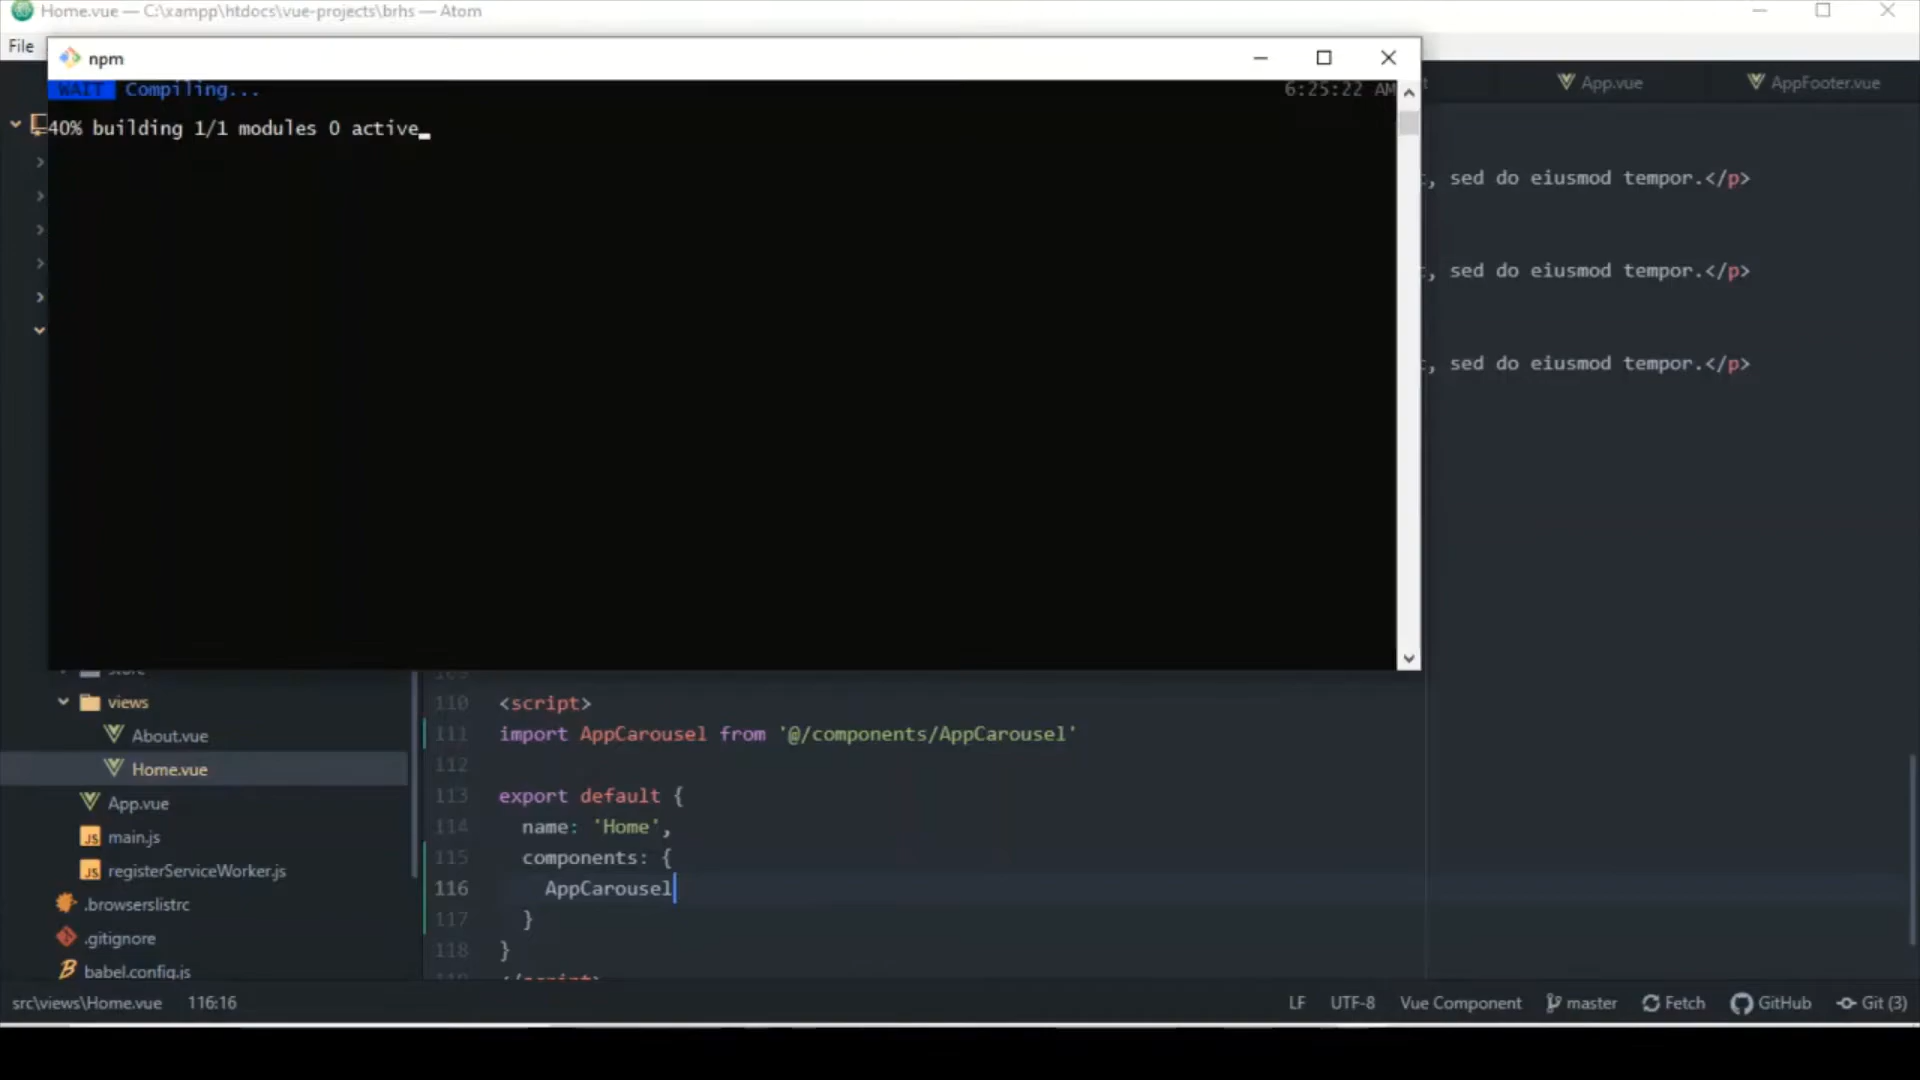 Home.vue — C:\xampp\htdocs\vue-projects\brhs — Atom
File
npm
WAIT Compiling... 6:25:22 AM
40% building 1/1 modules 0 active
App.vue
AppFooter.vue
, sed do eiusmod tempor.</p>
, sed do eiusmod tempor.</p>
, sed do eiusmod tempor.</p>
store
views
About.vue
Home.vue
App.vue
main.js
registerServiceWorker.js
.browserslistrc
.gitignore
babel.config.js
109
110 <script>
111 import AppCarousel from '@/components/AppCarousel'
112
113 export default {
114 name: 'Home',
115 components: {
116 AppCarousel
117 }
118 }
119 </script>
src\views\Home.vue 116:16
LF UTF-8 Vue Component master Fetch GitHub Git (3)